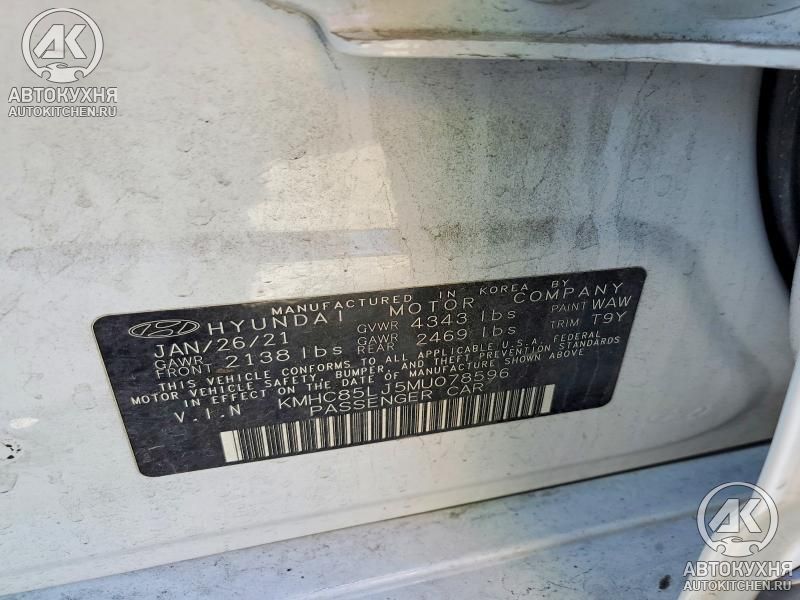 AK
АВТОКУХНЯ
AUTOKITCHEN.RU
MANUFACTURED IN KOREA BY
HYUNDAI MOTOR COMPANY
JAN/26/21 GVWR 4343 lbs PAINT WAW
GAWR FRONT 2138 lbs GAWR REAR 2469 lbs TRIM T9Y
THIS VEHICLE CONFORMS TO ALL APPLICABLE U.S.A. FEDERAL
MOTOR VEHICLE SAFETY, BUMPER, AND THEFT PREVENTION STANDARDS
IN EFFECT ON THE DATE OF MANUFACTURE SHOWN ABOVE
V.I.N KMHC85LJ5MU078596
PASSENGER CAR
AK
АВТОКУХНЯ
AUTOKITCHEN.RU